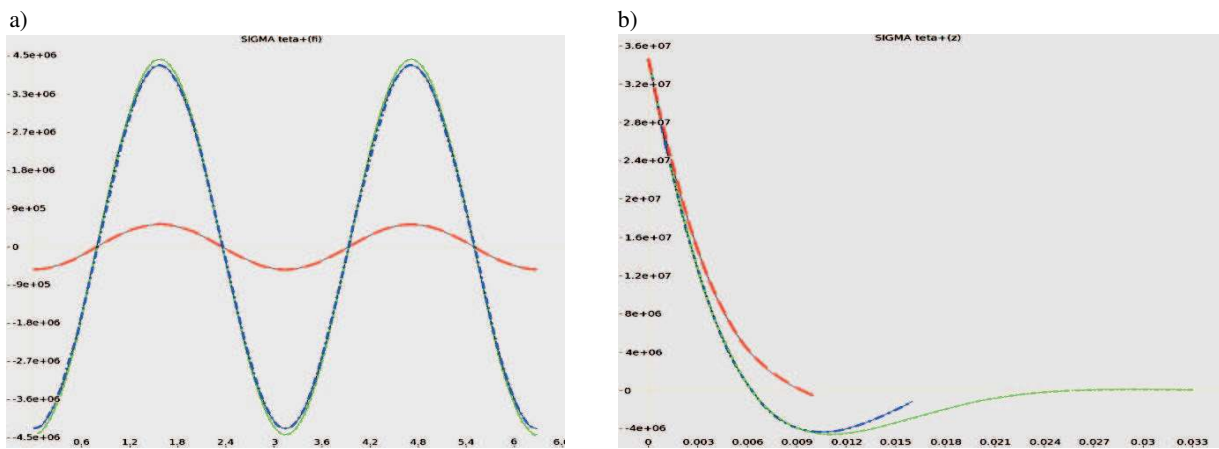 a)
SIGMA teta+(fi)
4.5e+06
3.3e+06
2.7e+06
1.8e+06
9e+05
0
-9e+05
-1.8e+06
-2.7e+06
-3.6e+06
-4.5e+06
0,6 1,2 1,8 2,4 3 3,6 4,2 4,8 5,4 6 6,
b)
SIGMA teta+(z)
3.6e+07
3.2e+07
2.8e+07
2.4e+07
2e+07
1.6e+07
1.2e+07
8e+06
4e+06
0
-4e+06
0 0.003 0.006 0.009 0.012 0.015 0.018 0.021 0.024 0.027 0.03 0.033